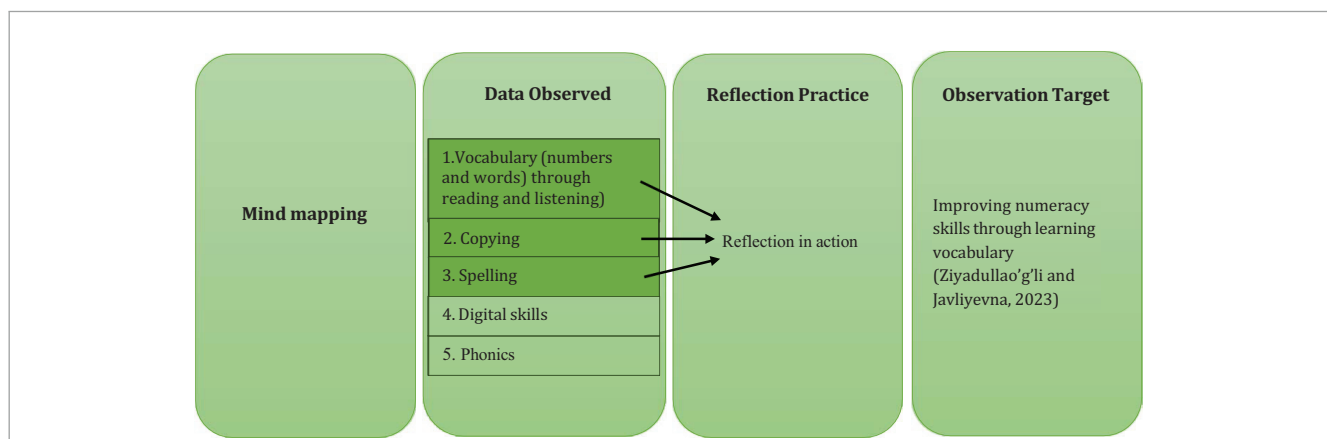 Mind mapping
Data Observed
1.Vocabulary (numbers
and words) through
reading and listening)
2. Copying
3. Spelling
4. Digital skills
5. Phonics
Reflection Practice
Reflection in action
Observation Target
Improving numeracy
skills through learning
vocabulary
(Ziyadullao’g’li and
Javliyevna, 2023)